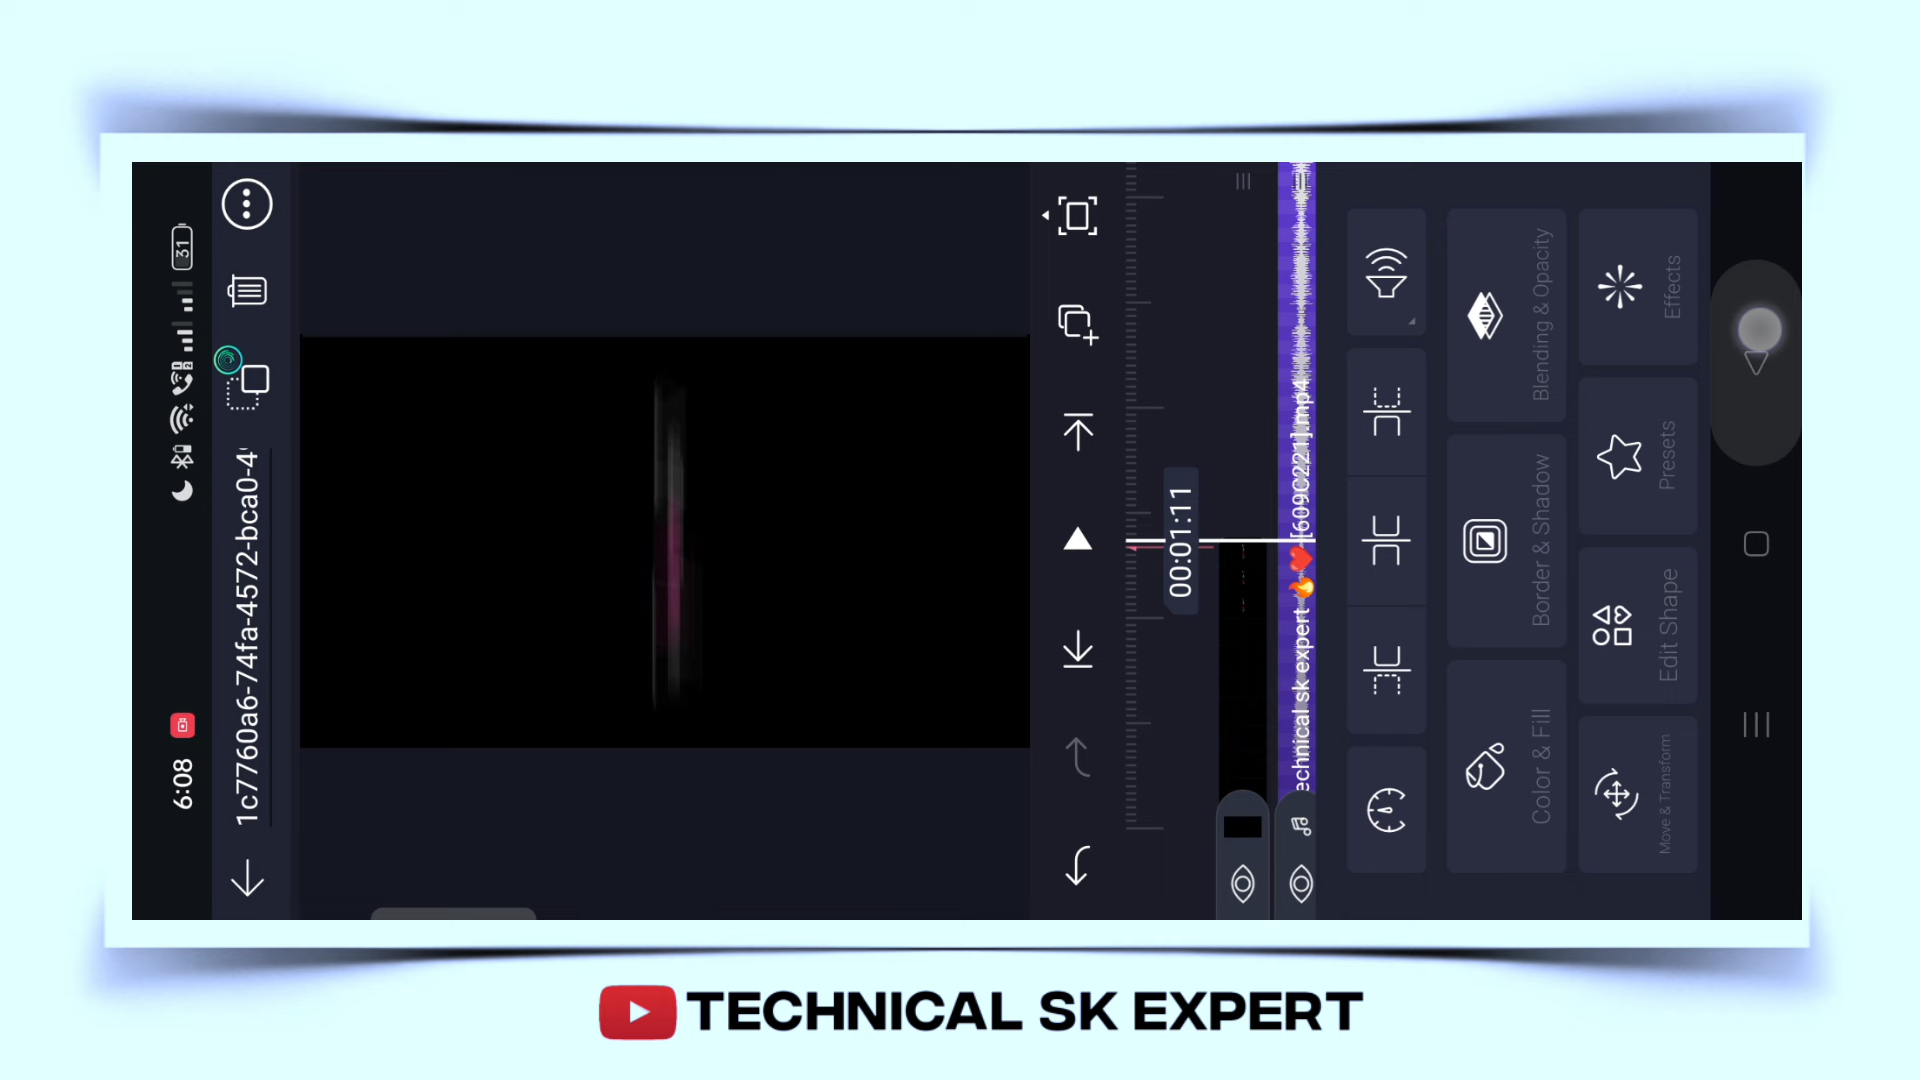 6:08
31
1c7760a6-74fa-4572-bca0-4
00:01:11
echnical sk expert 🔥❤️ [609C221].mp4
Color & Fill
Border & Shadow
Blending & Opacity
Move & Transform
Edit Shape
Presets
Effects
TECHNICAL SK EXPERT